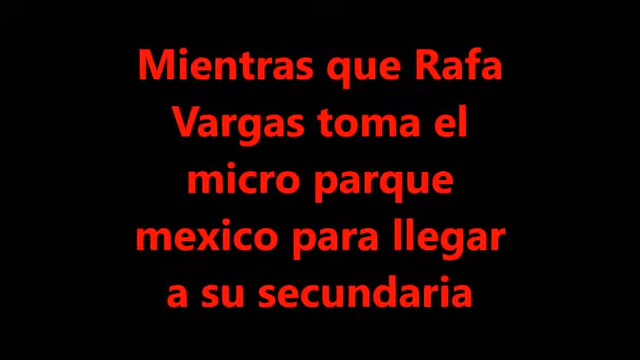 Mientras que Rafa
Vargas toma el
micro parque
mexico para llegar
a su secundaria